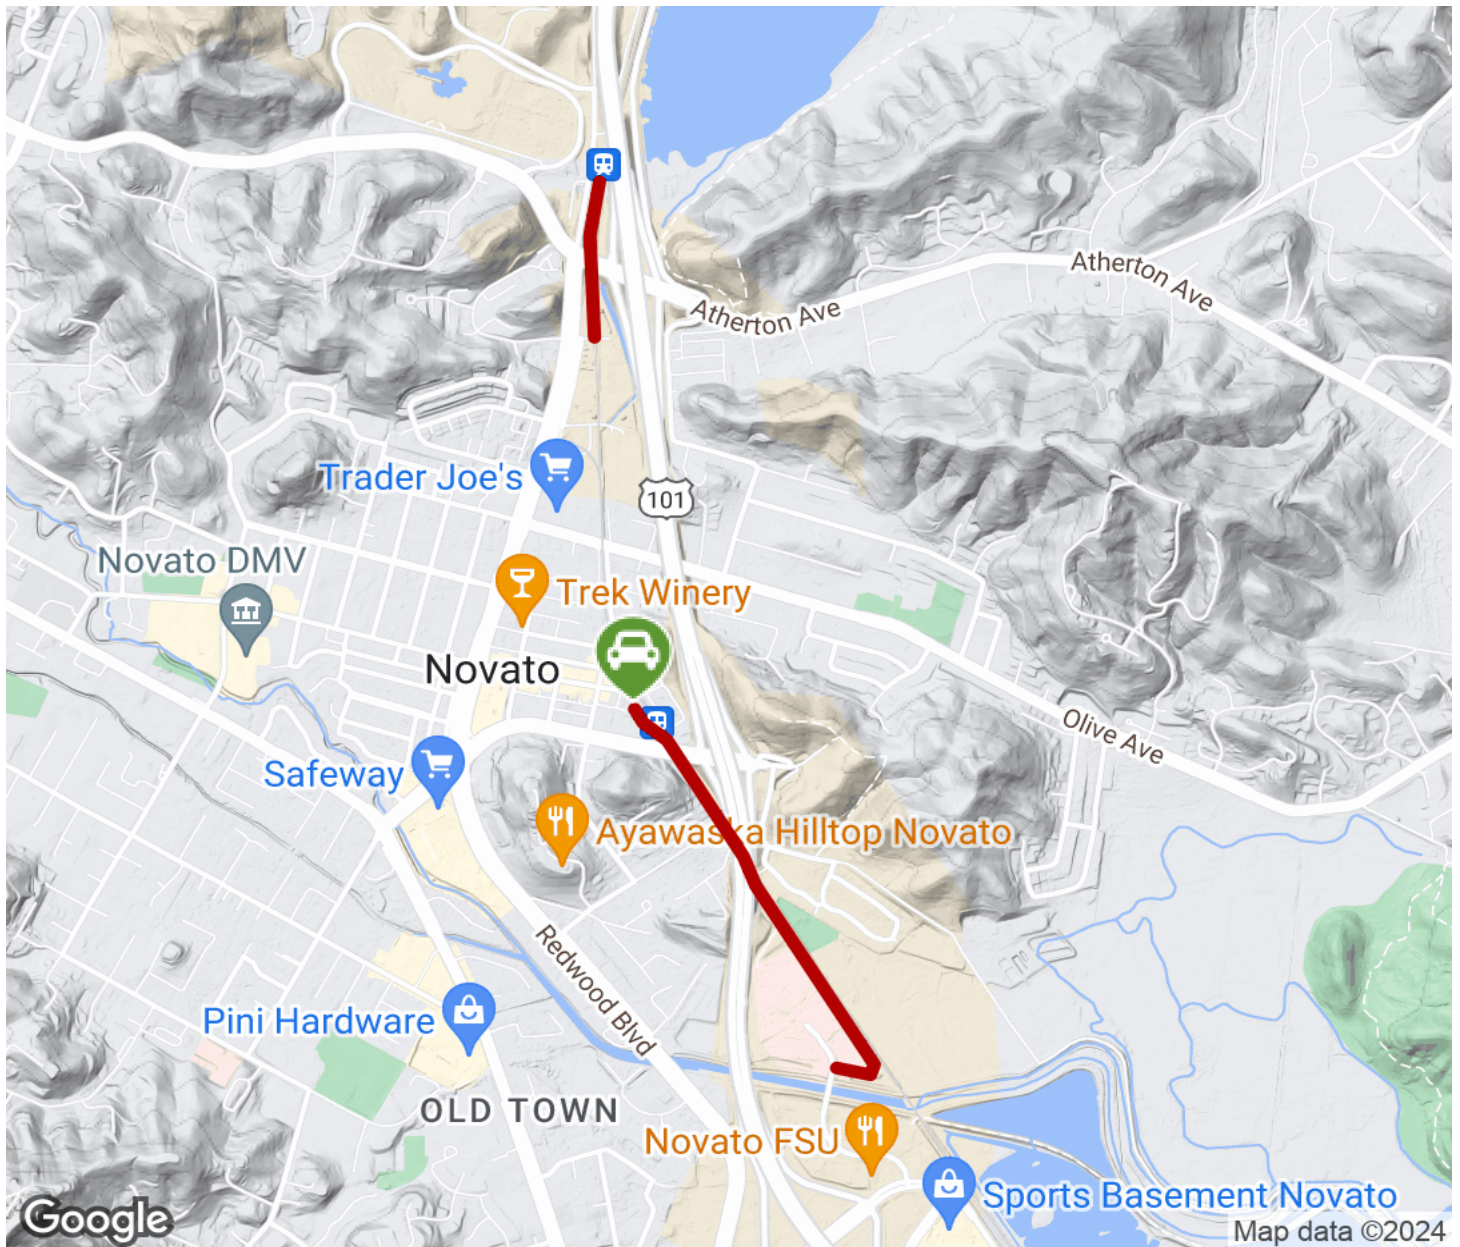 Atherton Ave
Atherton Ave
Trader Joe's
101
Novato DMV
Trek Winery
Novato
Olive Ave
Safeway
Ayawaska Hilltop Novato
Redwood Blvd
Pini Hardware
OLD TOWN
Novato FSU
Sports Basement Novato
Google
Map data ©2024